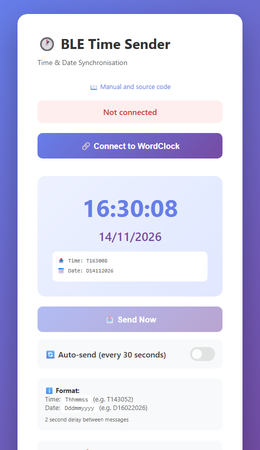 BLE Time Sender
Time & Date Synchronisation
Manual and source code
Not connected
Connect to WordClock
16:30:08
14/11/2026
Time: T163008
Date: D14112026
Send Now
Auto-send (every 30 seconds)
Format:
Time: Thhmmss (e.g. T143052)
Date: Dddmmyyyy (e.g. D16022026)
2 second delay between messages